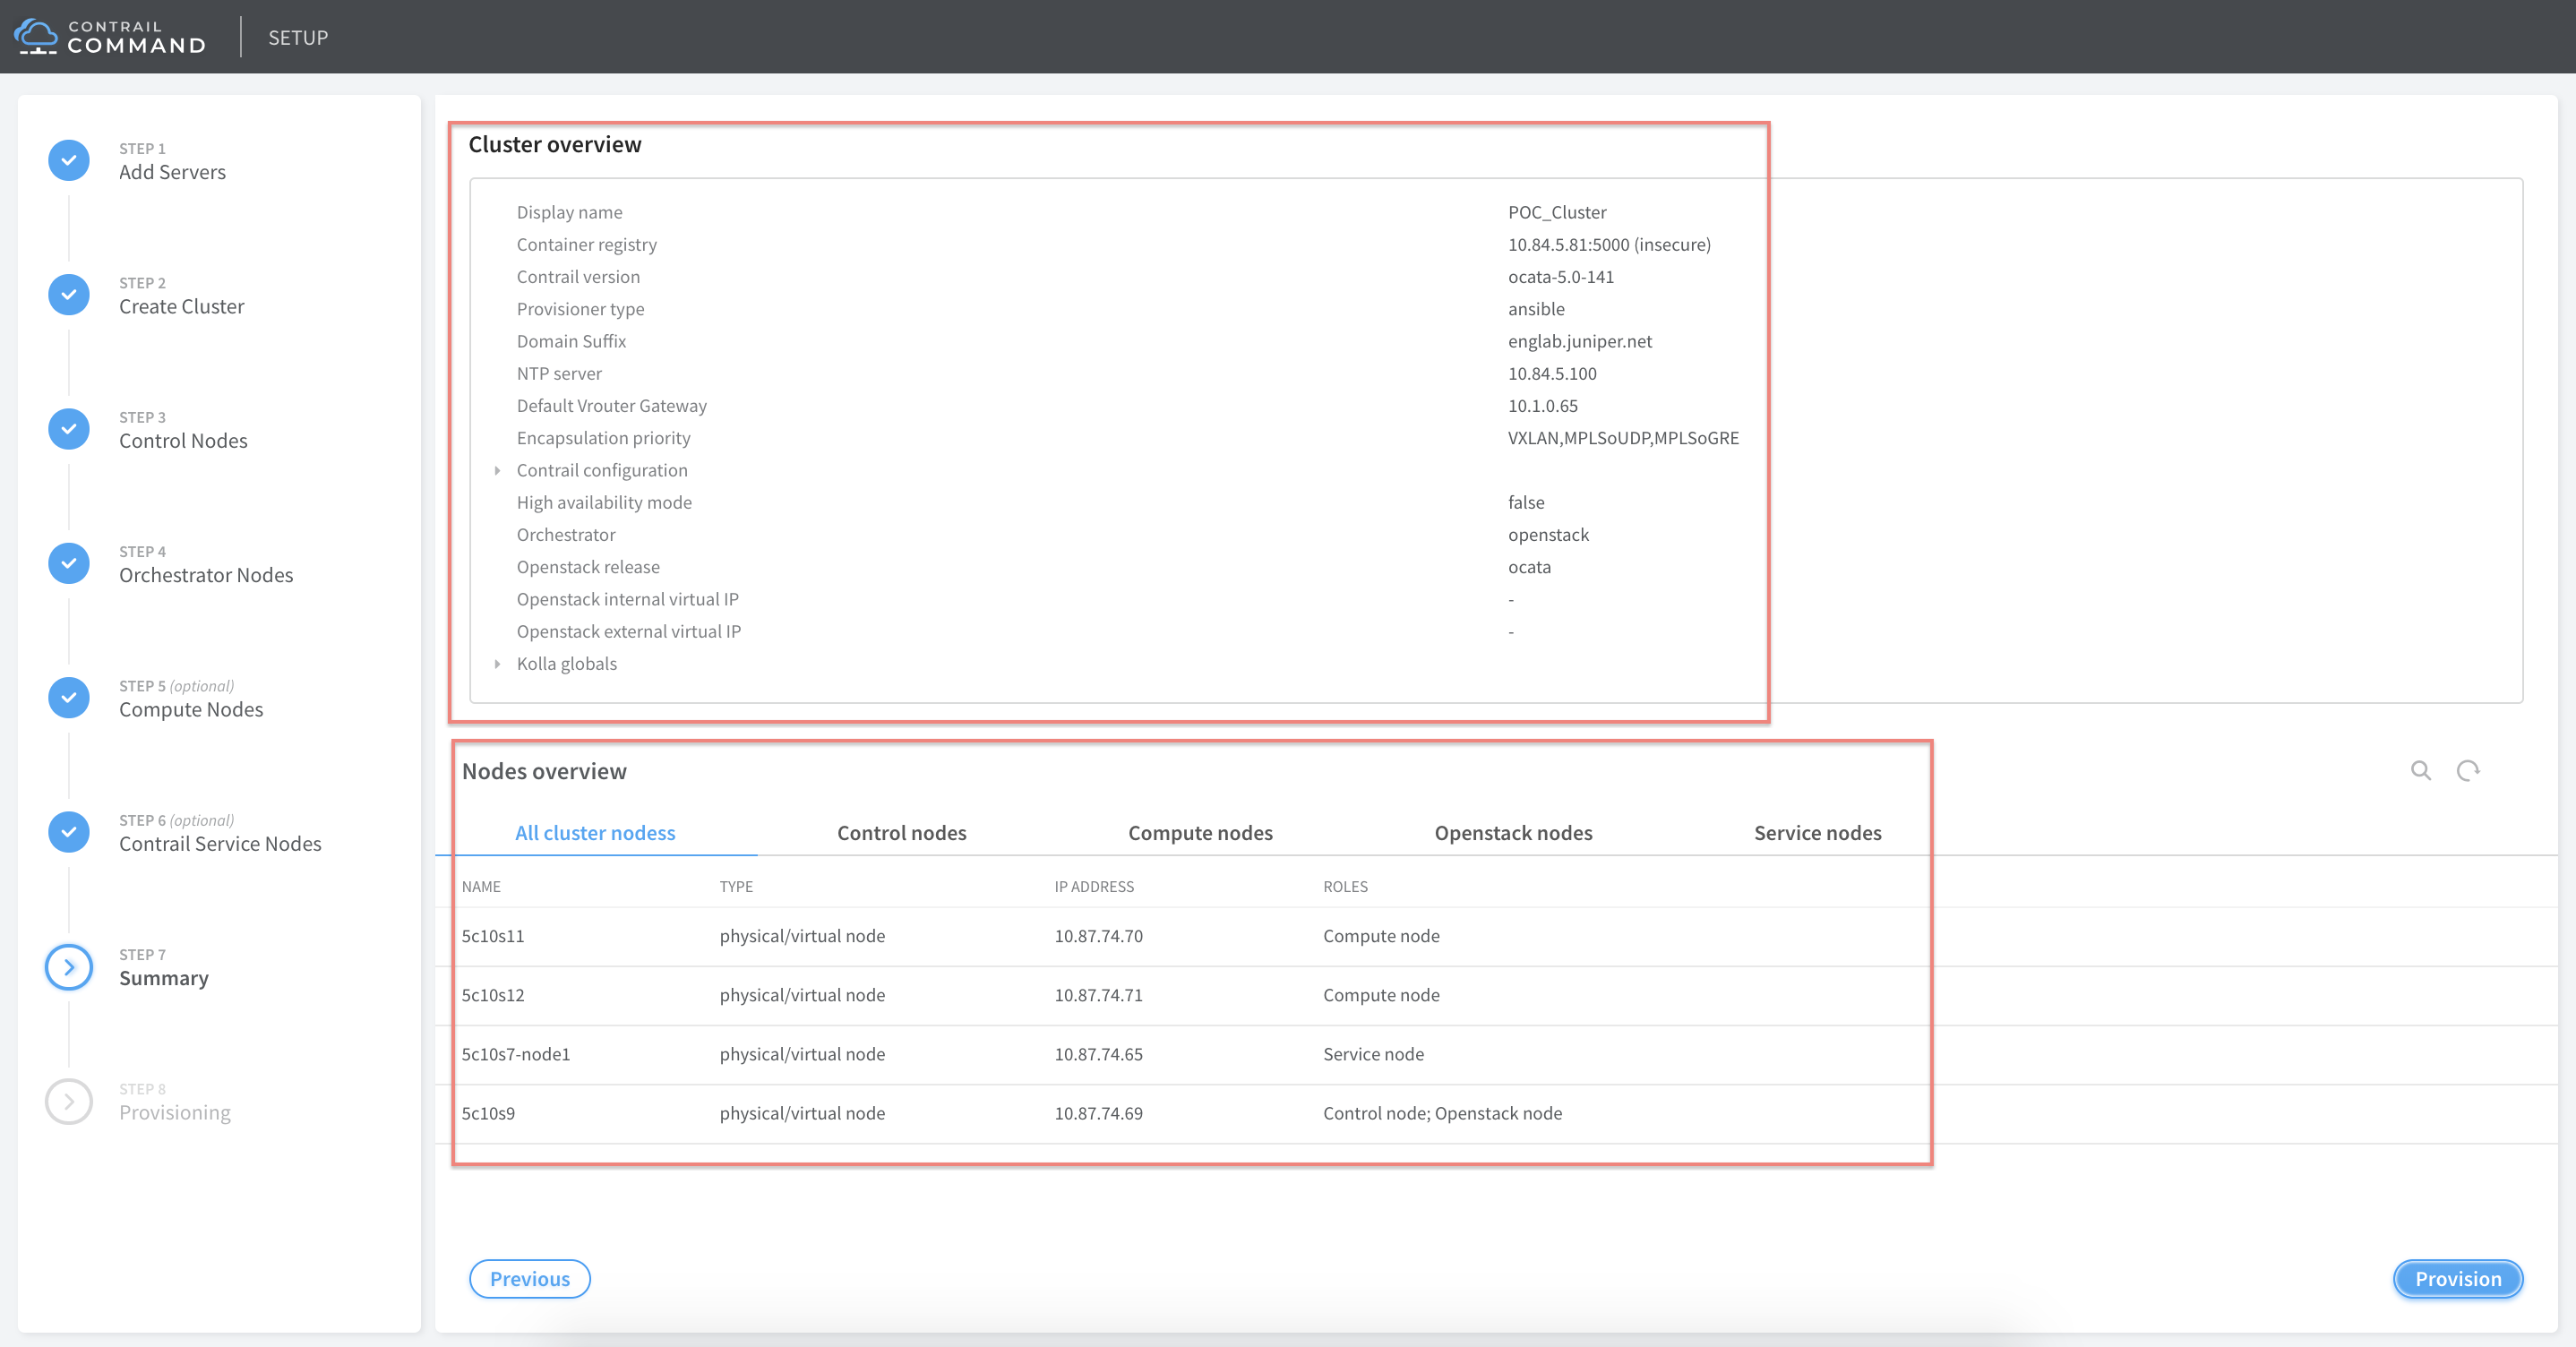 CONTRAIL
COMMAND
SETUP
STEP 1
Add Servers
STEP 2
Create Cluster
STEP 3
Control Nodes
STEP 4
Orchestrator Nodes
STEP 5 (optional)
Compute Nodes
STEP 6 (optional)
Contrail Service Nodes
STEP 7
Summary
STEP 8
Provisioning
Cluster overview
Display name POC_Cluster
Container registry 10.84.5.81:5000 (insecure)
Contrail version ocata-5.0-141
Provisioner type ansible
Domain Suffix englab.juniper.net
NTP server 10.84.5.100
Default Vrouter Gateway 10.1.0.65
Encapsulation priority VXLAN,MPLSoUDP,MPLSoGRE
Contrail configuration
High availability mode false
Orchestrator openstack
Openstack release ocata
Openstack internal virtual IP -
Openstack external virtual IP -
Kolla globals
Nodes overview
All cluster nodess Control nodes Compute nodes Openstack nodes Service nodes
NAME TYPE IP ADDRESS ROLES
5c10s11 physical/virtual node 10.87.74.70 Compute node
5c10s12 physical/virtual node 10.87.74.71 Compute node
5c10s7-node1 physical/virtual node 10.87.74.65 Service node
5c10s9 physical/virtual node 10.87.74.69 Control node; Openstack node
Previous Provision